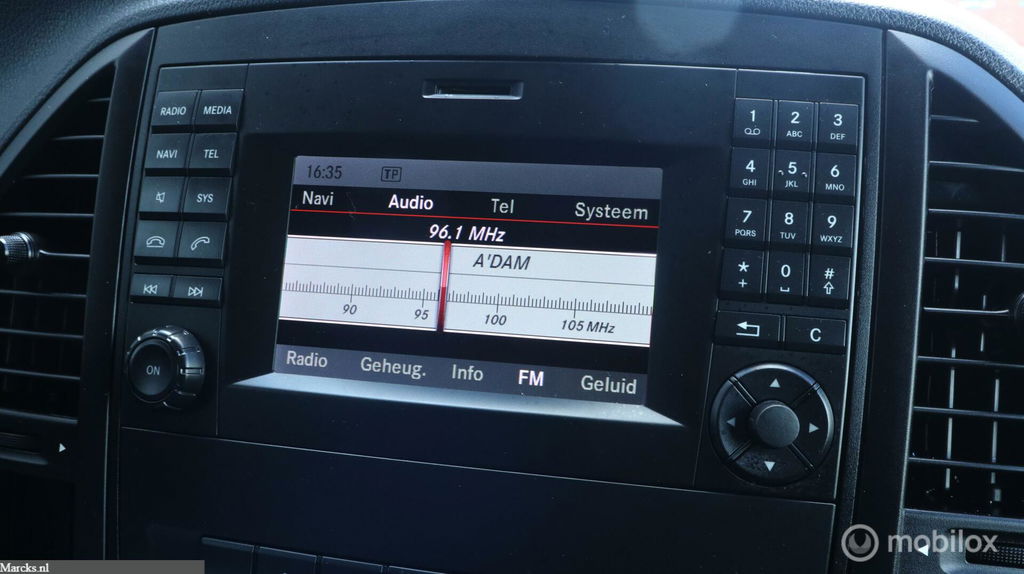 RADIO MEDIA
NAVI TEL
SYS
ON
16:35 TP
Navi Audio Tel Systeem
96.1 MHz
A'DAM
90 95 100 105 MHz
Radio Geheug. Info FM Geluid
1 2 ABC 3 DEF
4 GHI 5 JKL 6 MNO
7 PQRS 8 TUV 9 WXYZ
* + 0 #
C
mobilox
Marcks.nl